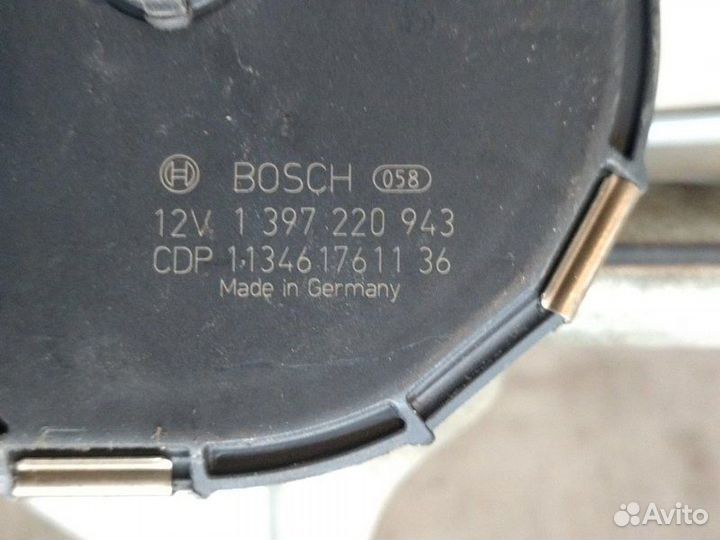 BOSCH 058
12V 1 397 220 943
CDP 1134617611 36
Made in Germany
Avito